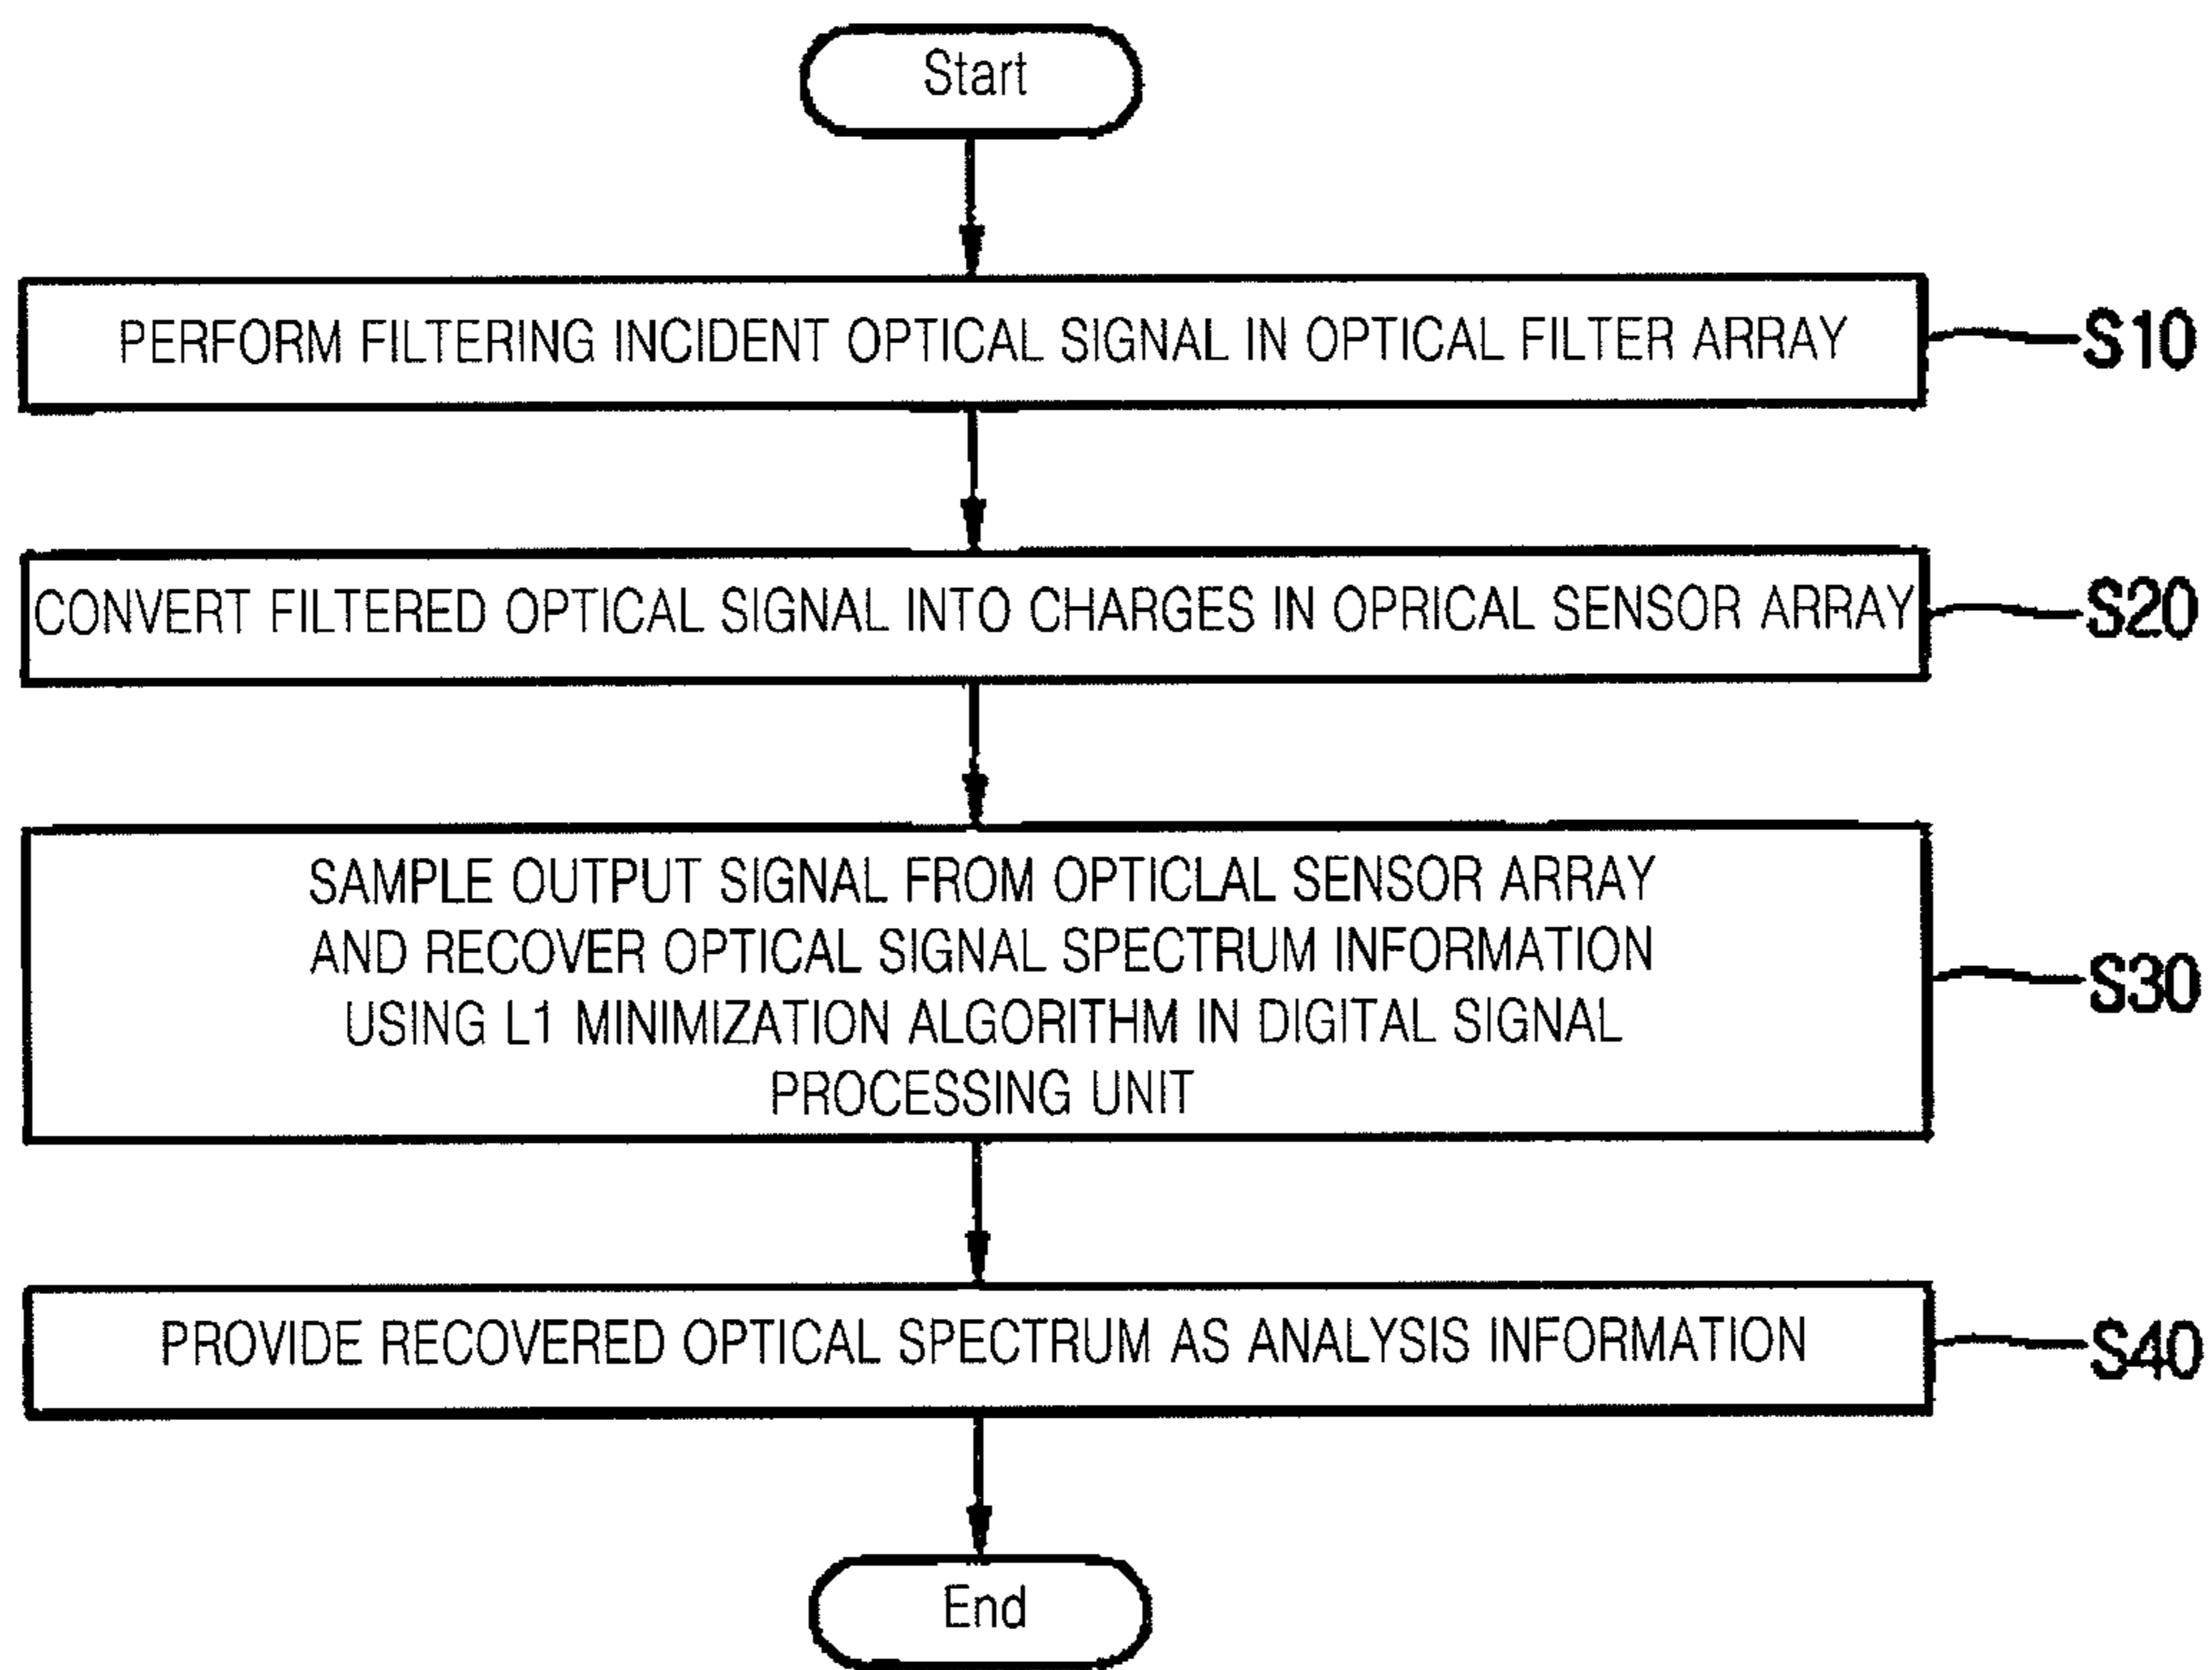 Start
PERFORM FILTERING INCIDENT OPTICAL SIGNAL IN OPTICAL FILTER ARRAY
S10
CONVERT FILTERED OPTICAL SIGNAL INTO CHARGES IN OPRICAL SENSOR ARRAY
S20
SAMPLE OUTPUT SIGNAL FROM OPTICLAL SENSOR ARRAY
AND RECOVER OPTICAL SIGNAL SPECTRUM INFORMATION
USING L1 MINIMIZATION ALGORITHM IN DIGITAL SIGNAL
PROCESSING UNIT
S30
PROVIDE RECOVERED OPTICAL SPECTRUM AS ANALYSIS INFORMATION
S40
End